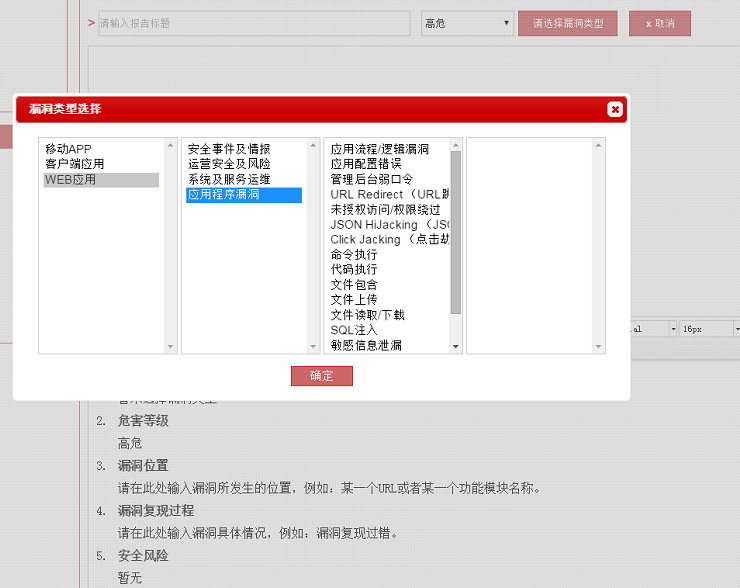 > 请输入报告标题
高危
请选择漏洞类型
x 取消
漏洞类型选择
移动APP
客户端应用
WEB应用
安全事件及情报
运营安全及风险
系统及服务运维
应用程序漏洞
应用流程/逻辑漏洞
应用配置错误
管理后台弱口令
URL Redirect（URL跳
未授权访问/权限绕过
JSON HiJacking（JSO
Click Jacking（点击劫
命令执行
代码执行
文件包含
文件上传
文件读取/下载
SQL注入
敏感信息泄漏
al
16px
确定
2. 危害等级
高危
3. 漏洞位置
请在此处输入漏洞所发生的位置，例如：某一个URL或者某一个功能模块名称。
4. 漏洞复现过程
请在此处输入漏洞具体情况，例如：漏洞复现过错。
5. 安全风险
暂无